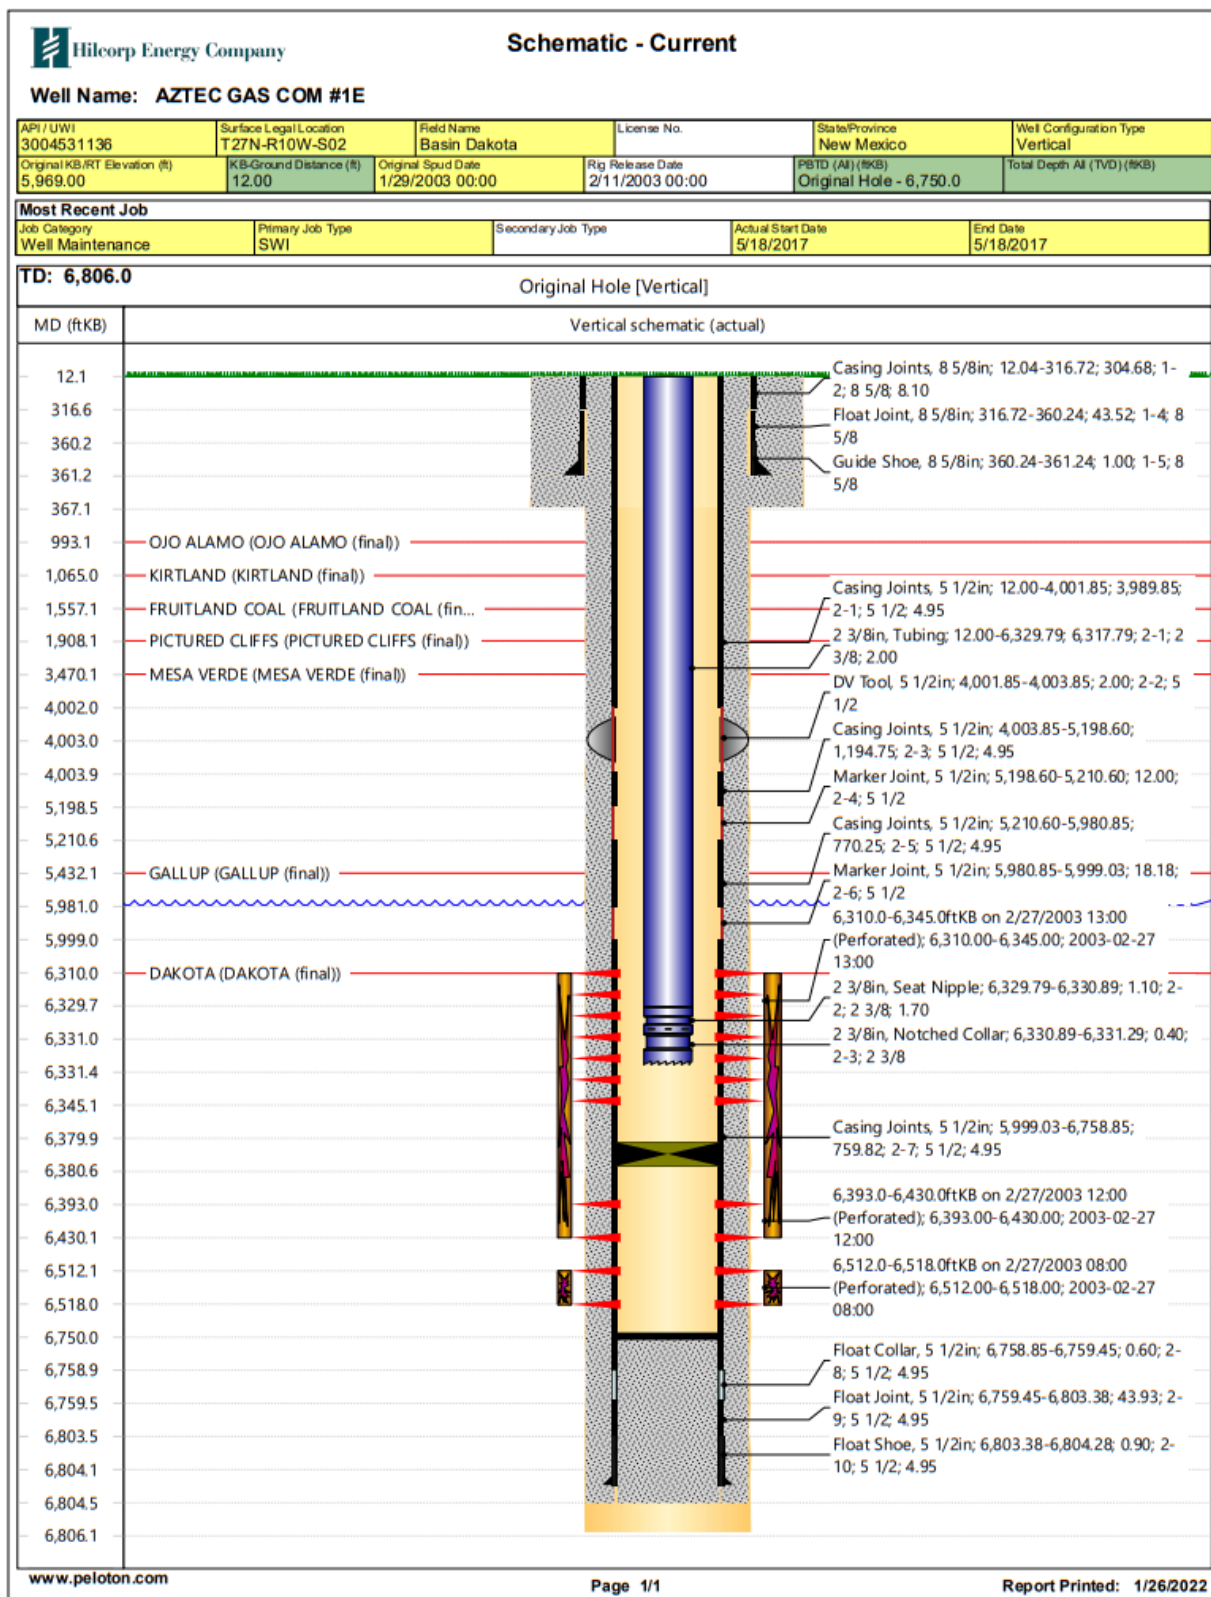 Hilcorp Energy Company
Schematic - Current
Well Name: AZTEC GAS COM #1E
API / UWI
3004531136
Surface Legal Location
T27N-R10W-S02
Field Name
Basin Dakota
License No.
State/Province
New Mexico
Well Configuration Type
Vertical
Original KB/RT Elevation (ft)
5,969.00
KB-Ground Distance (ft)
12.00
Original Spud Date
1/29/2003 00:00
Rig Release Date
2/11/2003 00:00
PBTD (All) (ftKB)
Original Hole - 6,750.0
Total Depth All (TVD) (ftKB)
Most Recent Job
Job Category
Well Maintenance
Primary Job Type
SWI
Secondary Job Type
Actual Start Date
5/18/2017
End Date
5/18/2017
TD: 6,806.0
Original Hole [Vertical]
MD (ftKB)
Vertical schematic (actual)
12.1
316.6
360.2
361.2
367.1
993.1
1,065.0
1,557.1
1,908.1
3,470.1
4,002.0
4,003.0
4,003.9
5,198.5
5,210.6
5,432.1
5,981.0
5,999.0
6,310.0
6,329.7
6,331.0
6,331.4
6,345.1
6,379.9
6,380.6
6,393.0
6,430.1
6,512.1
6,518.0
6,750.0
6,758.9
6,759.5
6,803.5
6,804.1
6,804.5
6,806.1
OJO ALAMO (OJO ALAMO (final))
KIRTLAND (KIRTLAND (final))
FRUITLAND COAL (FRUITLAND COAL (fin...
PICTURED CLIFFS (PICTURED CLIFFS (final))
MESA VERDE (MESA VERDE (final))
GALLUP (GALLUP (final))
DAKOTA (DAKOTA (final))
Casing Joints, 8 5/8in; 12.04-316.72; 304.68; 1-
2; 8 5/8; 8.10
Float Joint, 8 5/8in; 316.72-360.24; 43.52; 1-4; 8
5/8
Guide Shoe, 8 5/8in; 360.24-361.24; 1.00; 1-5; 8
5/8
Casing Joints, 5 1/2in; 12.00-4,001.85; 3,989.85;
2-1; 5 1/2; 4.95
2 3/8in, Tubing; 12.00-6,329.79; 6,317.79; 2-1; 2
3/8; 2.00
DV Tool, 5 1/2in; 4,001.85-4,003.85; 2.00; 2-2; 5
1/2
Casing Joints, 5 1/2in; 4,003.85-5,198.60;
1,194.75; 2-3; 5 1/2; 4.95
Marker Joint, 5 1/2in; 5,198.60-5,210.60; 12.00;
2-4; 5 1/2
Casing Joints, 5 1/2in; 5,210.60-5,980.85;
770.25; 2-5; 5 1/2; 4.95
Marker Joint, 5 1/2in; 5,980.85-5,999.03; 18.18;
2-6; 5 1/2
6,310.0-6,345.0ftKB on 2/27/2003 13:00
(Perforated); 6,310.00-6,345.00; 2003-02-27
13:00
2 3/8in, Seat Nipple; 6,329.79-6,330.89; 1.10; 2-
2; 2 3/8; 1.70
2 3/8in, Notched Collar; 6,330.89-6,331.29; 0.40;
2-3; 2 3/8
Casing Joints, 5 1/2in; 5,999.03-6,758.85;
759.82; 2-7; 5 1/2; 4.95
6,393.0-6,430.0ftKB on 2/27/2003 12:00
(Perforated); 6,393.00-6,430.00; 2003-02-27
12:00
6,512.0-6,518.0ftKB on 2/27/2003 08:00
(Perforated); 6,512.00-6,518.00; 2003-02-27
08:00
Float Collar, 5 1/2in; 6,758.85-6,759.45; 0.60; 2-
8; 5 1/2; 4.95
Float Joint, 5 1/2in; 6,759.45-6,803.38; 43.93; 2-
9; 5 1/2; 4.95
Float Shoe, 5 1/2in; 6,803.38-6,804.28; 0.90; 2-
10; 5 1/2; 4.95
www.peloton.com
Page 1/1
Report Printed: 1/26/2022